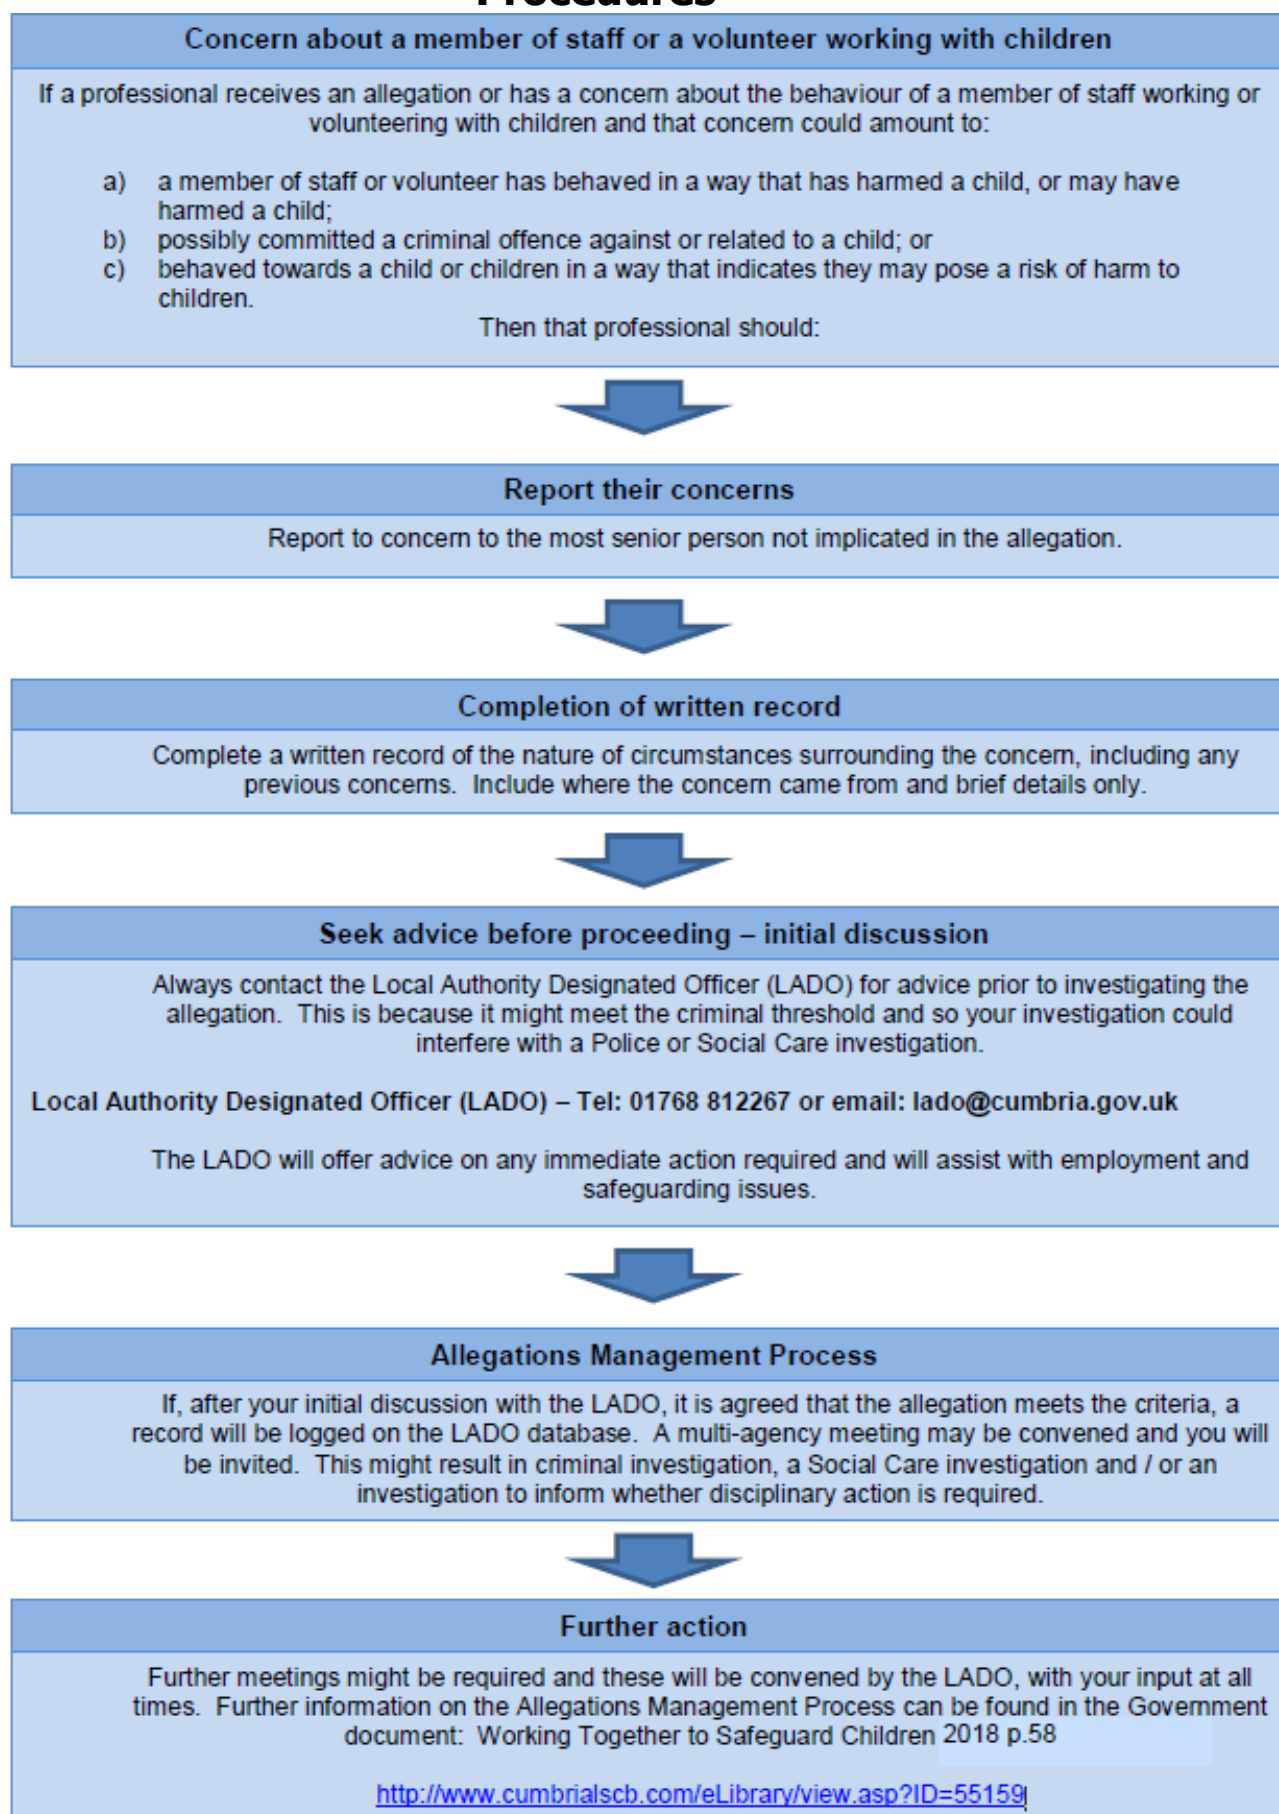 Procedures
Concern about a member of staff or a volunteer working with children
If a professional receives an allegation or has a concern about the behaviour of a member of staff working or
volunteering with children and that concern could amount to:
a) a member of staff or volunteer has behaved in a way that has harmed a child, or may have
harmed a child;
b) possibly committed a criminal offence against or related to a child; or
c) behaved towards a child or children in a way that indicates they may pose a risk of harm to
children.
Then that professional should:
Report their concerns
Report to concern to the most senior person not implicated in the allegation.
Completion of written record
Complete a written record of the nature of circumstances surrounding the concern, including any
previous concerns. Include where the concern came from and brief details only.
Seek advice before proceeding – initial discussion
Always contact the Local Authority Designated Officer (LADO) for advice prior to investigating the
allegation. This is because it might meet the criminal threshold and so your investigation could
interfere with a Police or Social Care investigation.
Local Authority Designated Officer (LADO) – Tel: 01768 812267 or email: lado@cumbria.gov.uk
The LADO will offer advice on any immediate action required and will assist with employment and
safeguarding issues.
Allegations Management Process
If, after your initial discussion with the LADO, it is agreed that the allegation meets the criteria, a
record will be logged on the LADO database. A multi-agency meeting may be convened and you will
be invited. This might result in criminal investigation, a Social Care investigation and / or an
investigation to inform whether disciplinary action is required.
Further action
Further meetings might be required and these will be convened by the LADO, with your input at all
times. Further information on the Allegations Management Process can be found in the Government
document: Working Together to Safeguard Children 2018 p.58
http://www.cumbrialscb.com/eLibrary/view.asp?ID=55159